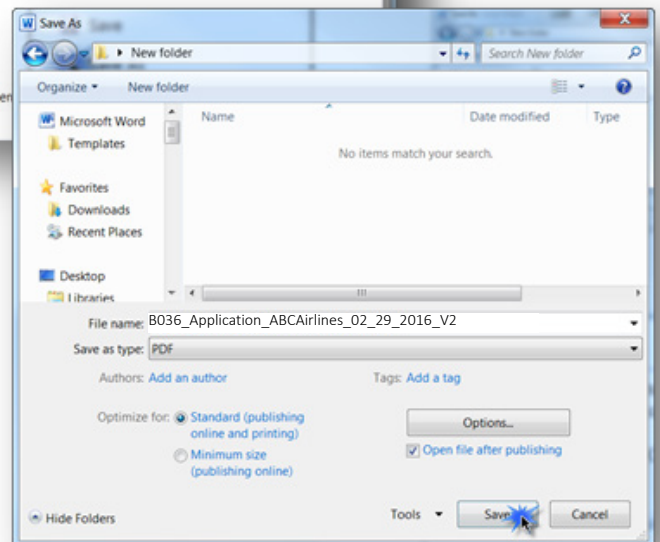 Save As
New folder
Search New folder
Organize
New folder
Microsoft Word
Templates
Favorites
Downloads
Recent Places
Desktop
Libraries
Name
Date modified
Type
No items match your search.
File name: B036_Application_ABCAirlines_02_29_2016_V2
Save as type: PDF
Authors: Add an author
Tags: Add a tag
Optimize for: Standard (publishing
online and printing)
Minimum size
(publishing online)
Options...
Open file after publishing
Hide Folders
Tools
Save
Cancel